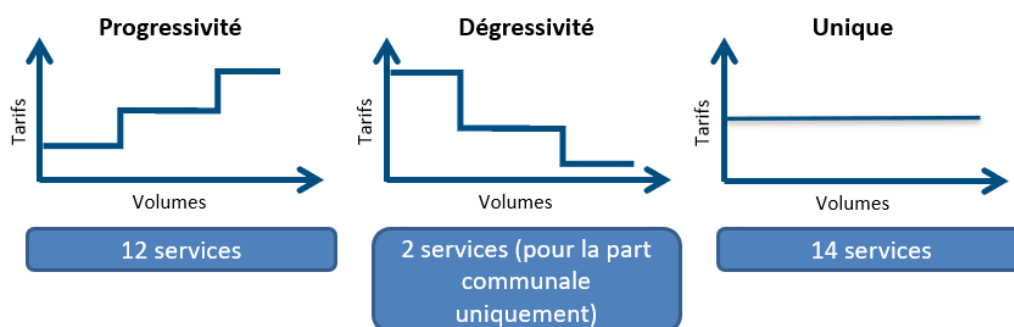 Progressivité
Tarifs
Volumes
12 services
Dégressivité
Tarifs
Volumes
2 services (pour la part
communale
uniquement)
Unique
Tarifs
Volumes
14 services